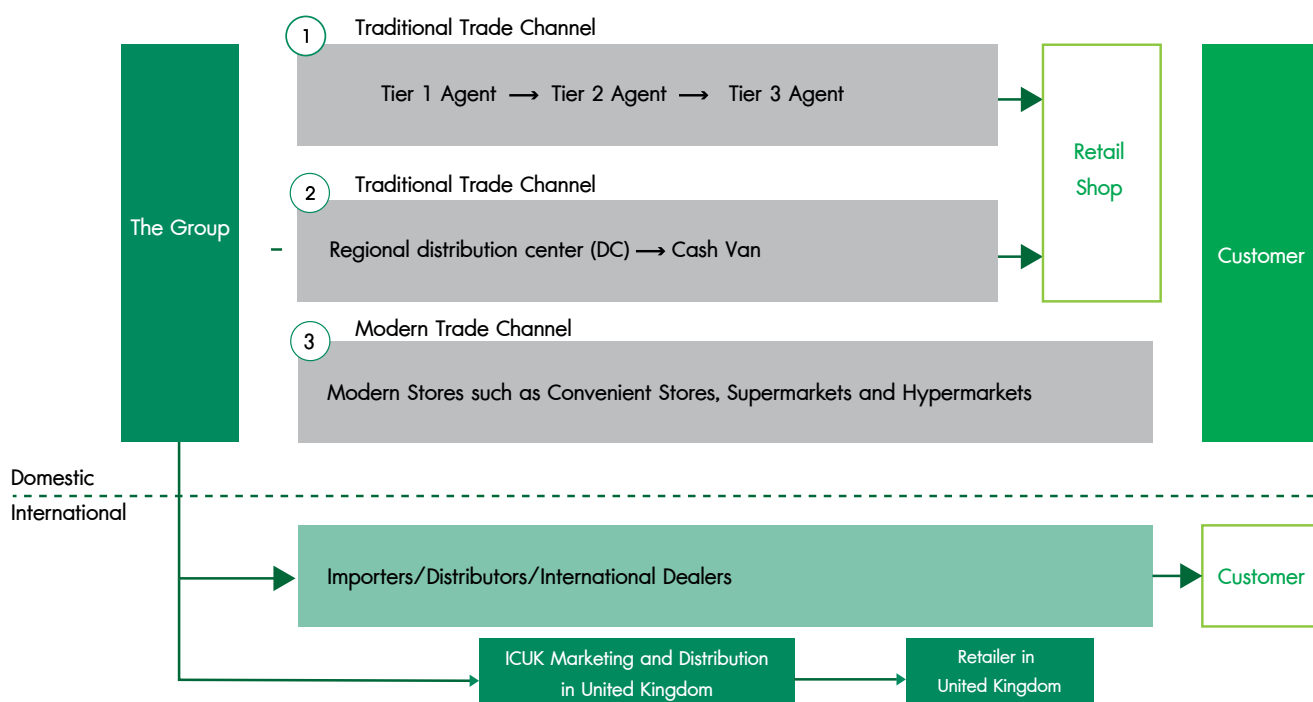 1 Traditional Trade Channel
Tier 1 Agent → Tier 2 Agent → Tier 3 Agent
2 Traditional Trade Channel
Regional distribution center (DC) → Cash Van
3 Modern Trade Channel
Modern Stores such as Convenient Stores, Supermarkets and Hypermarkets
The Group
Retail
Shop
Customer
Domestic
International
Importers/Distributors/International Dealers
Customer
ICUK Marketing and Distribution
in United Kingdom
Retailer in
United Kingdom